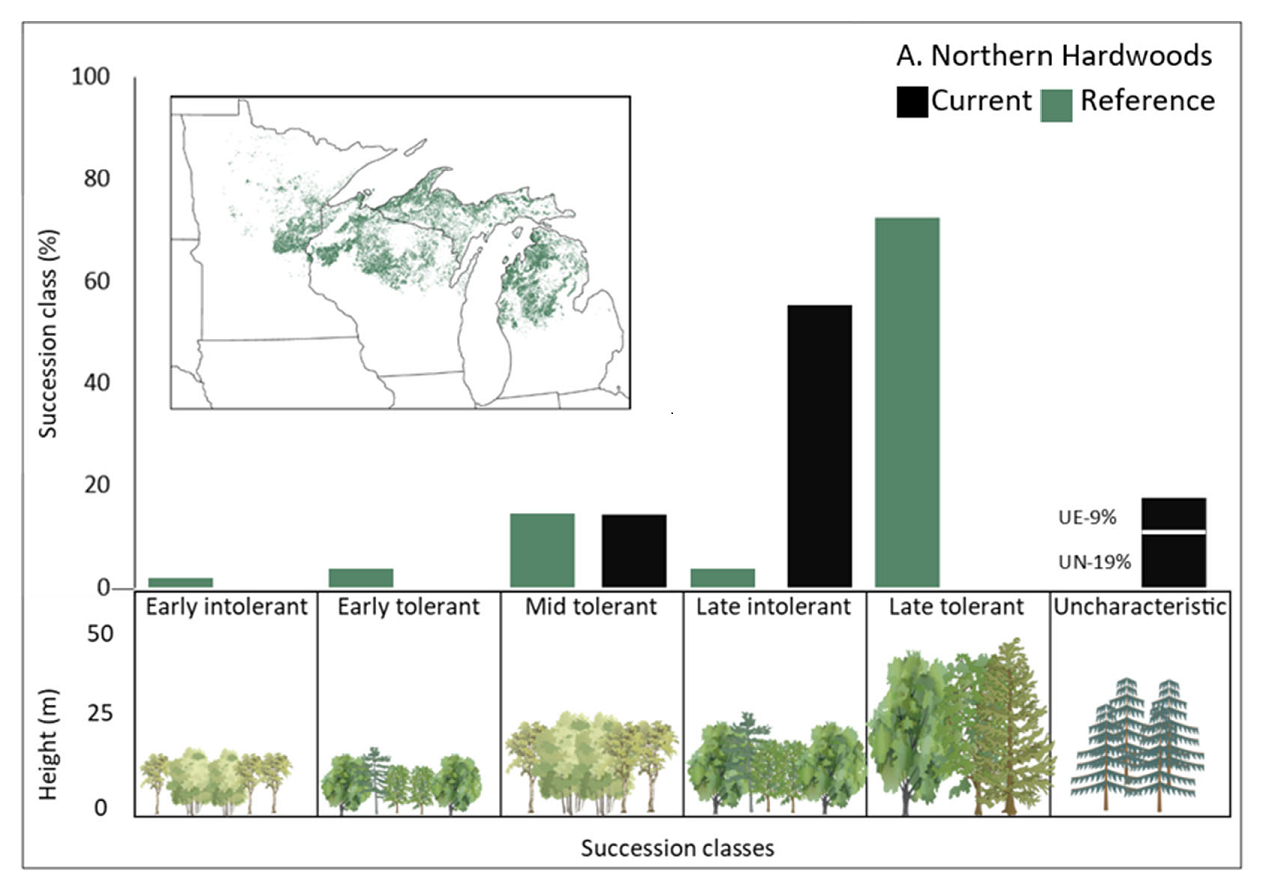 A. Northern Hardwoods
Current Reference
100
80
60
40
20
0
Succession class (%)
UE-9%
UN-19%
Early intolerant Early tolerant Mid tolerant Late intolerant Late tolerant Uncharacteristic
50
25
0
Height (m)
Succession classes